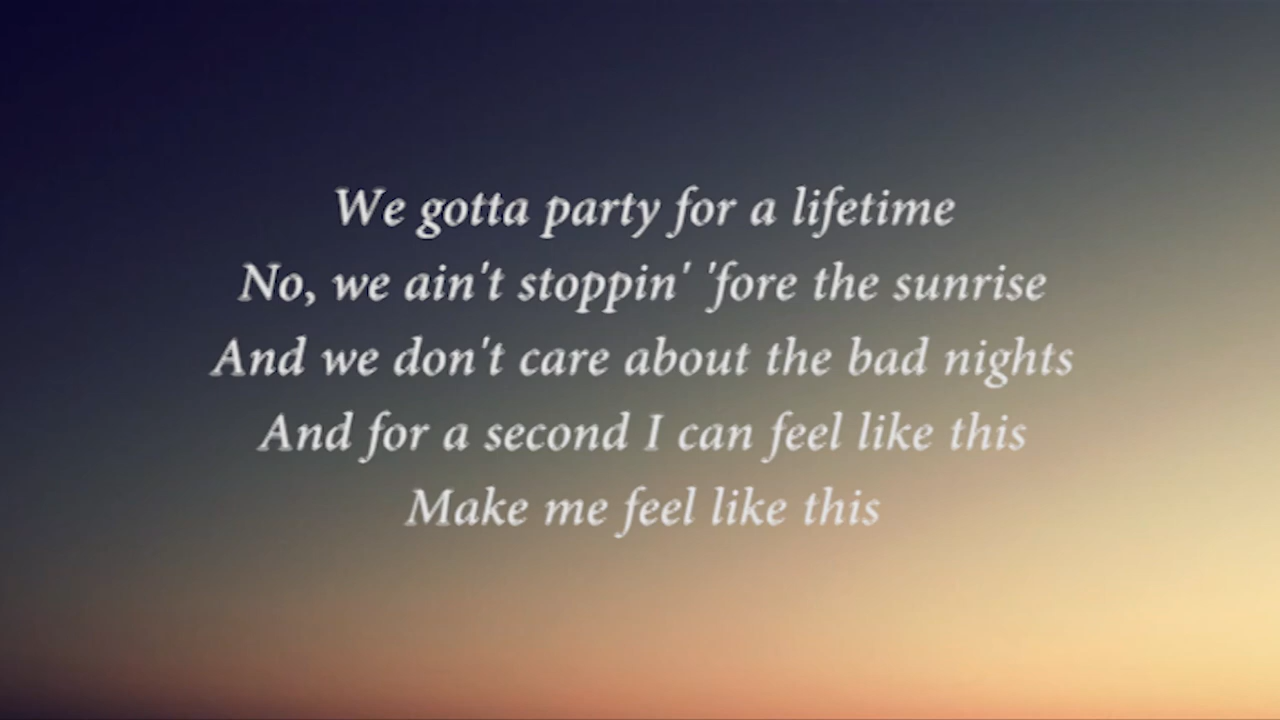 We gotta party for a lifetime
No, we ain't stoppin' 'fore the sunrise
And we don't care about the bad nights
And for a second I can feel like this
Make me feel like this